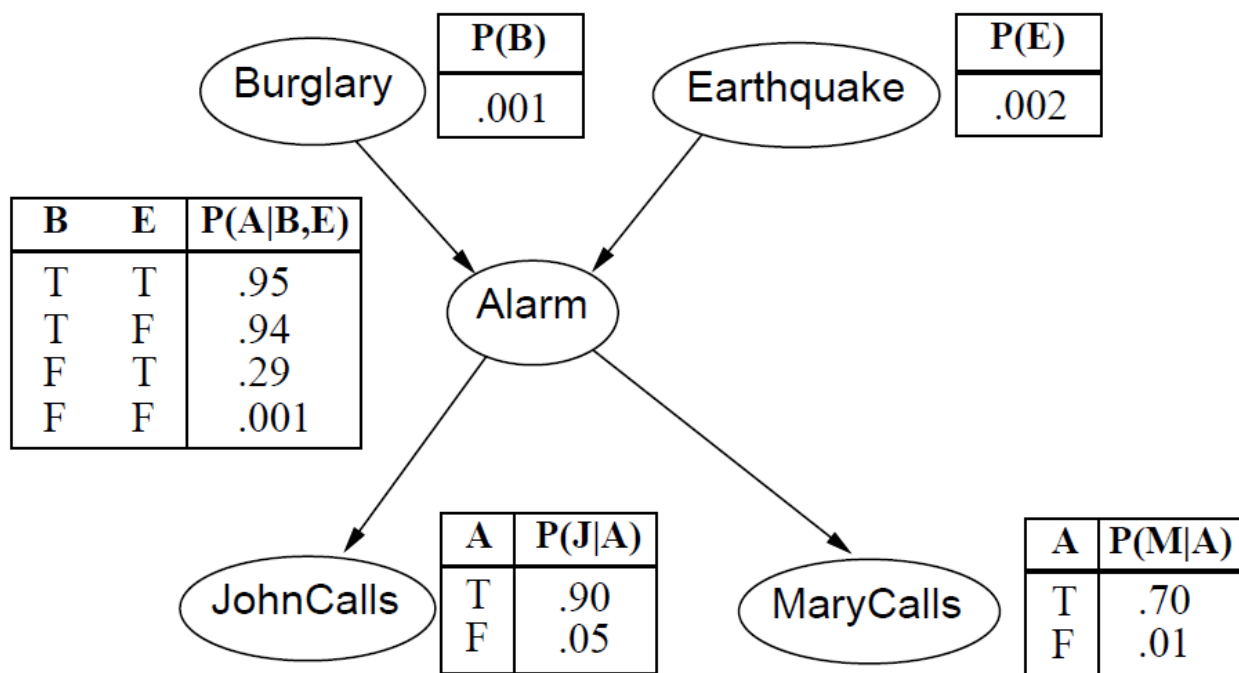 Burglary
P(B)
.001
Earthquake
P(E)
.002
B E P(A|B,E)
T T .95
T F .94
F T .29
F F .001
Alarm
JohnCalls
A P(J|A)
T .90
F .05
MaryCalls
A P(M|A)
T .70
F .01